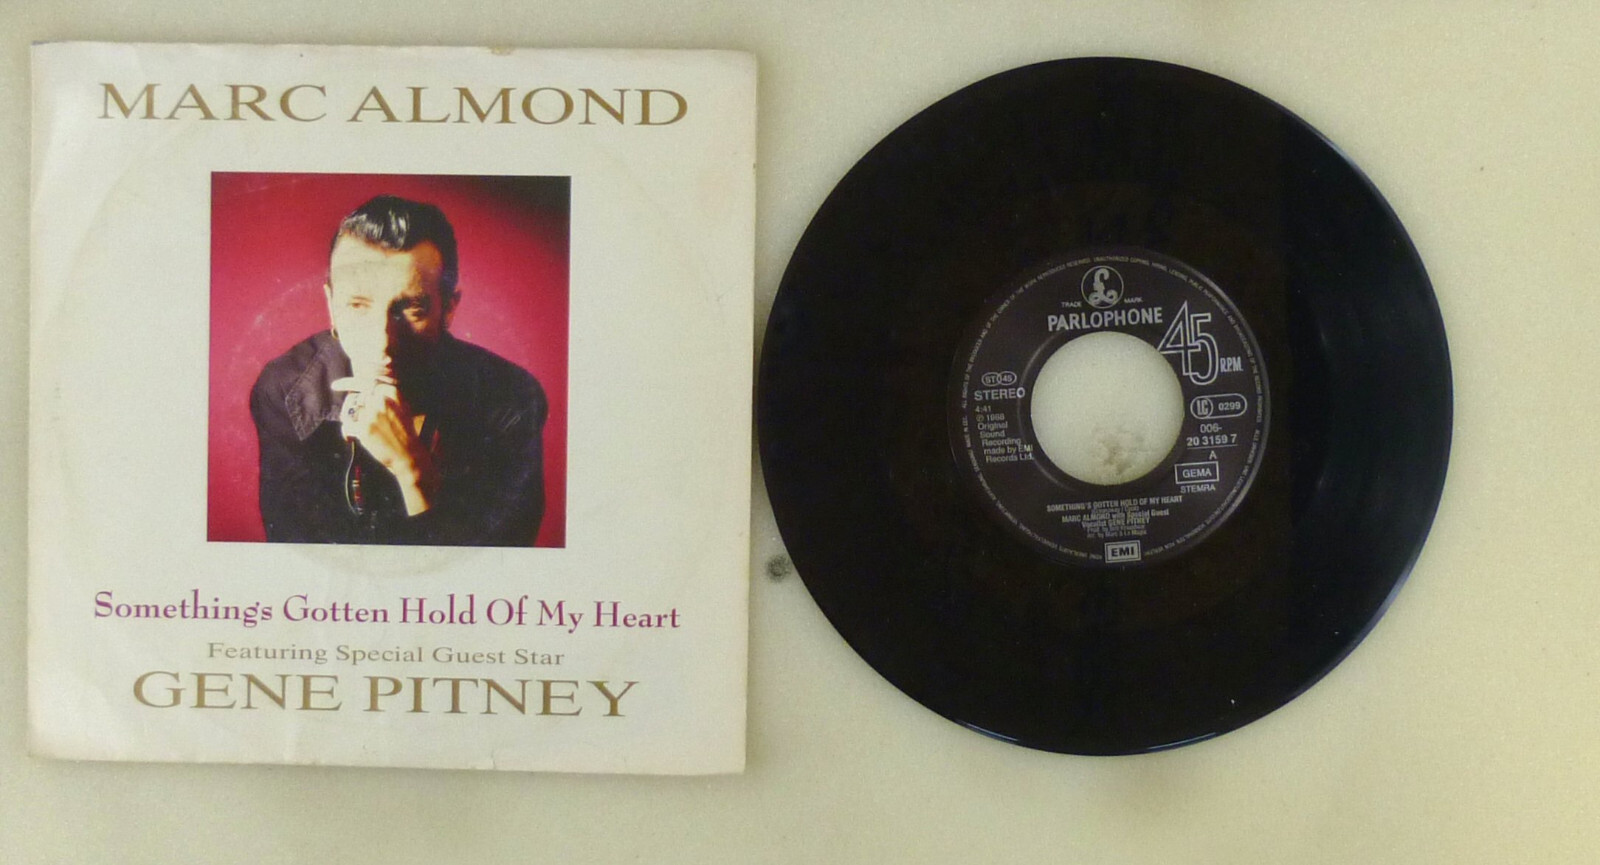 MARC ALMOND
Somethings Gotten Hold Of My Heart
Featuring Special Guest Star
GENE PITNEY
TRADE MARK
PARLOPHONE
45
R.P.M.
ST 45
STEREO
4:41
℗ 1988
Original
Sound
Recording
made by EMI
Records Ltd.
LC 0299
006-
20 3159 7
A
GEMA
STEMRA
SOMETHING'S GOTTEN HOLD OF MY HEART
MARC ALMOND with Special Guest
Vocalist GENE PITNEY
EMI